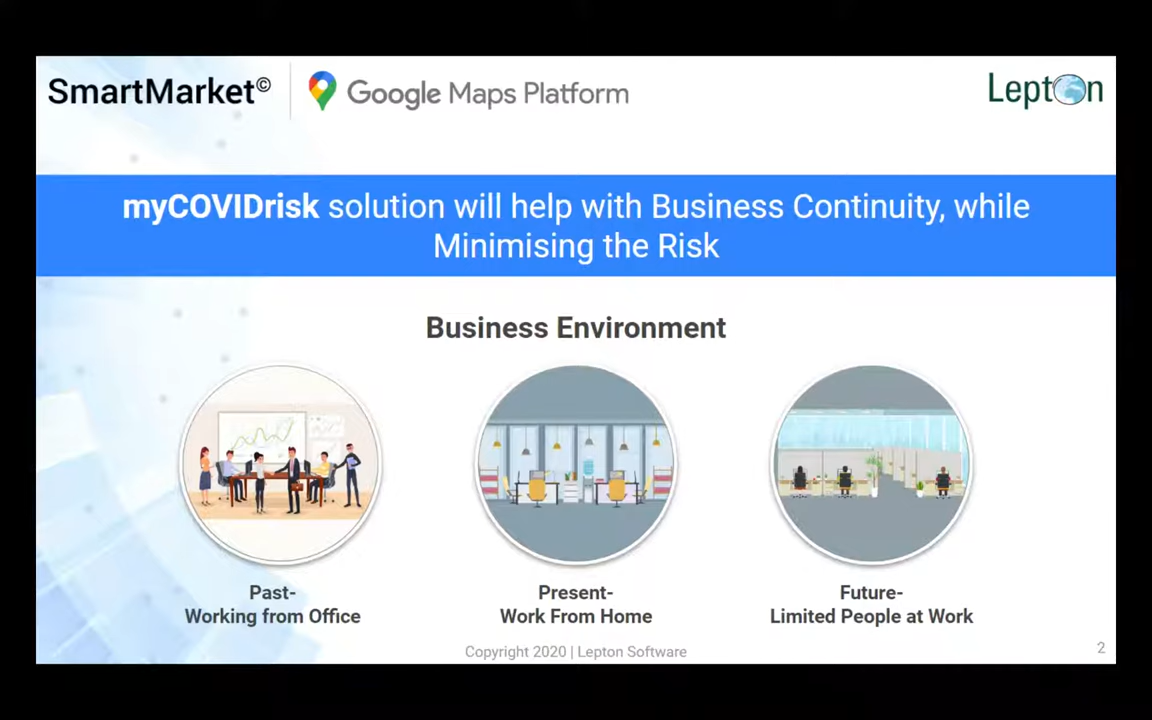 SmartMarket©
Google Maps Platform
Lepton
myCOVIDrisk solution will help with Business Continuity, while
Minimising the Risk
Business Environment
Past-
Working from Office
Present-
Work From Home
Future-
Limited People at Work
Copyright 2020 | Lepton Software
2